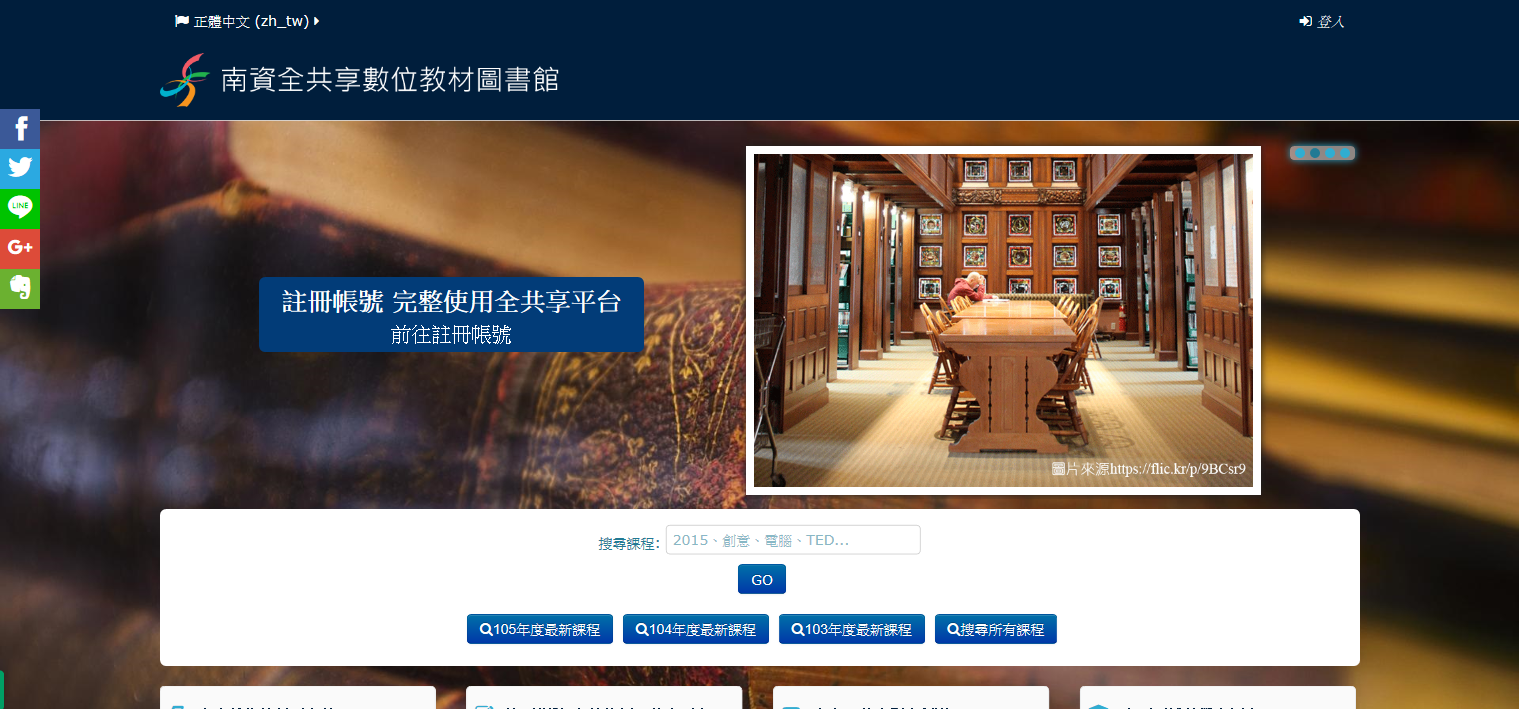 正體中文 (zh_tw)
登入
南資全共享數位教材圖書館
LINE
G+
註冊帳號 完整使用全共享平台
前往註冊帳號
圖片來源https://flic.kr/p/9BCsr9
搜尋課程:
2015、創意、電腦、TED...
GO
105年度最新課程
104年度最新課程
103年度最新課程
搜尋所有課程